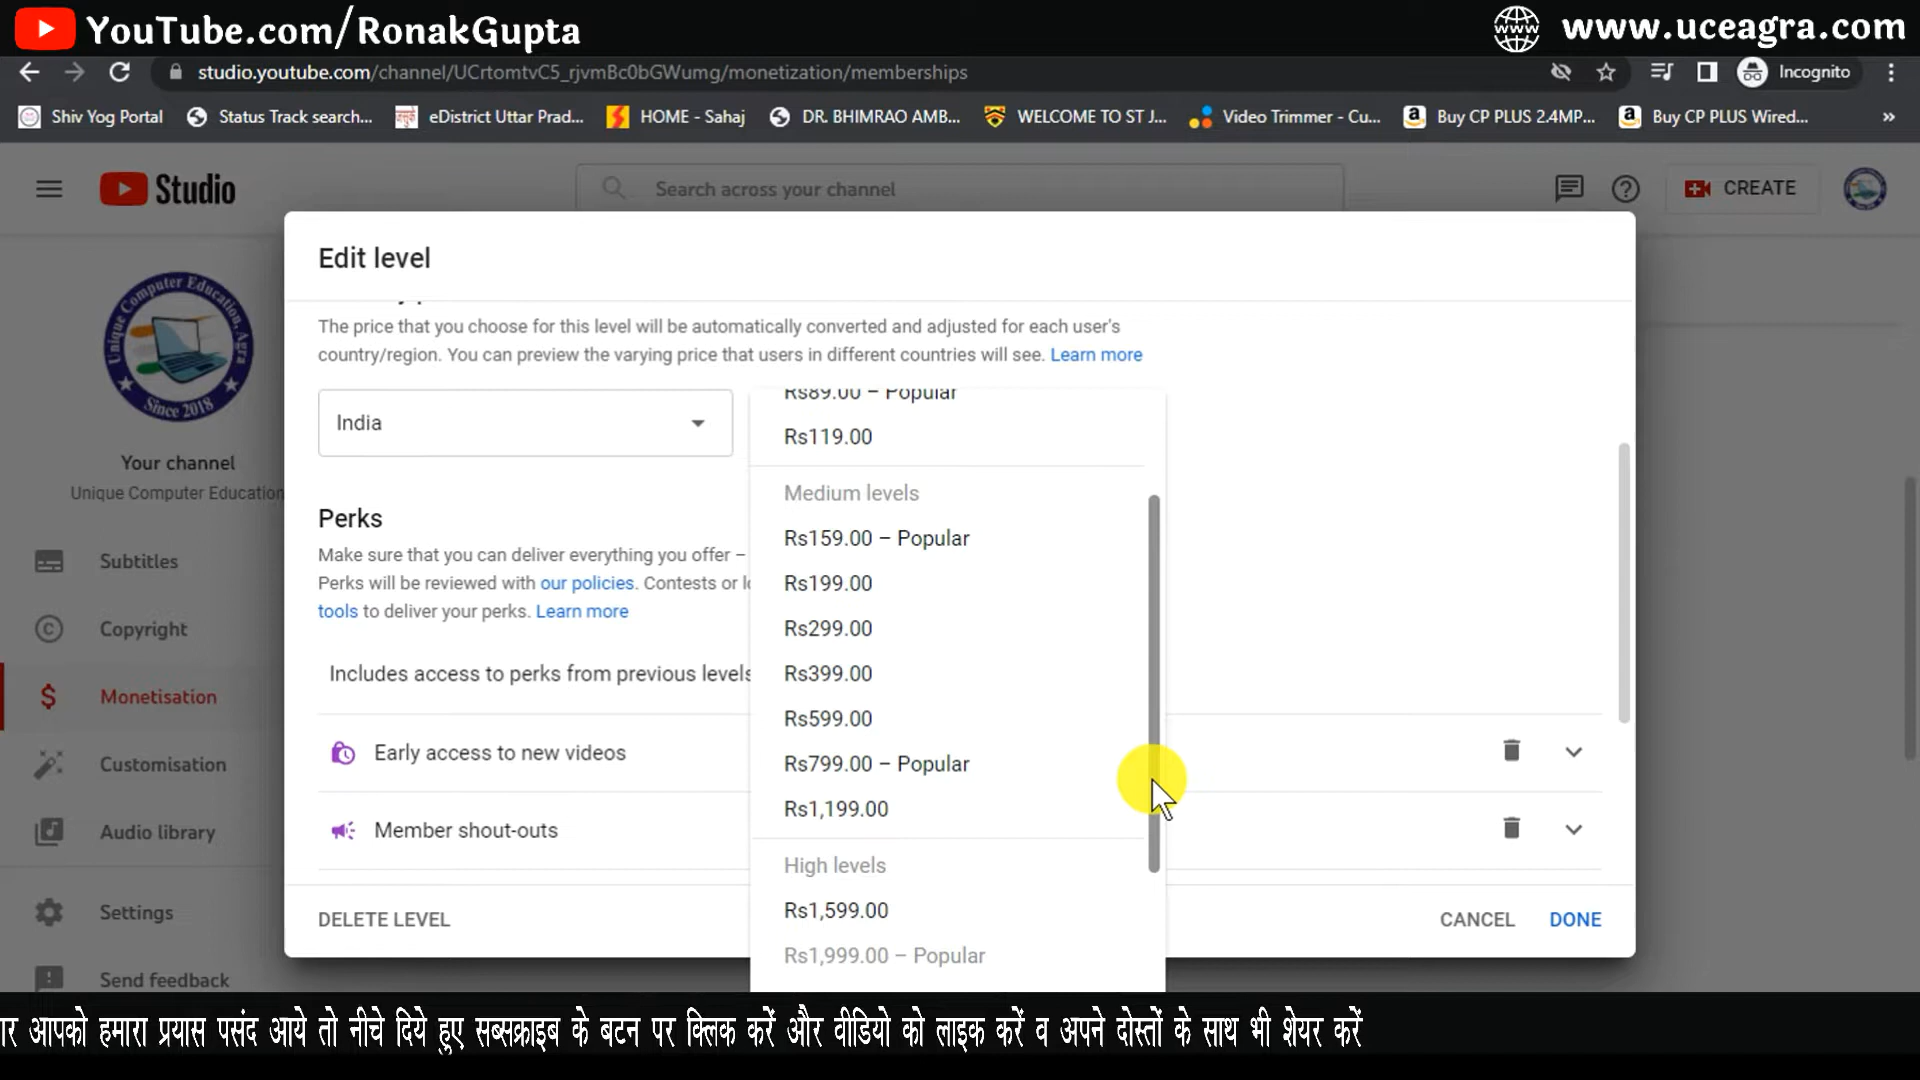 YouTube.com/RonakGupta
www.uceagra.com
studio.youtube.com/channel/UCrtomtvC5_rjvmBc0bGWumg/monetization/memberships
Incognito
Shiv Yog Portal
Status Track search...
eDistrict Uttar Prad...
HOME - Sahaj
DR. BHIMRAO AMB...
WELCOME TO ST J...
Video Trimmer - Cu...
Buy CP PLUS 2.4MP...
Buy CP PLUS Wired...
»
Studio
Search across your channel
CREATE
Unique Computer Education, Agra
Since 2018
Your channel
Unique Computer Education
Subtitles
Copyright
Monetisation
Customisation
Audio library
Settings
Send feedback
Edit level
The price that you choose for this level will be automatically converted and adjusted for each user's
country/region. You can preview the varying price that users in different countries will see. Learn more
India
Perks
Make sure that you can deliver everything you offer –
Perks will be reviewed with our policies. Contests or lo
tools to deliver your perks. Learn more
Includes access to perks from previous levels
Early access to new videos
Member shout-outs
Rs89.00 – Popular
Rs119.00
Medium levels
Rs159.00 – Popular
Rs199.00
Rs299.00
Rs399.00
Rs599.00
Rs799.00 – Popular
Rs1,199.00
High levels
Rs1,599.00
Rs1,999.00 – Popular
DELETE LEVEL
CANCEL
DONE
आपको हमारा प्रयास पसंद आये तो नीचे दिये हुए सब्सक्राइब के बटन पर क्लिक करें और वीडियो को लाइक करें व अपने दोस्तों के साथ भी शेयर करें